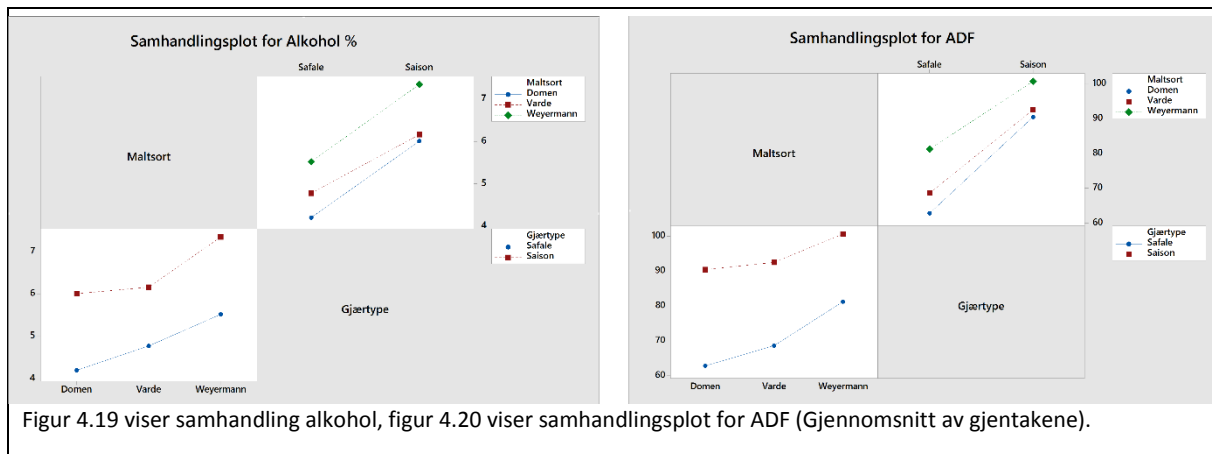 Samhandlingsplot for Alkohol %
Safale Saison
Maltsort
Domen
Varde
Weyermann
7
6
5
4
Maltsort
Gjærtype
Safale
Saison
7
6
5
4
Gjærtype
Domen Varde Weyermann
Samhandlingsplot for ADF
Safale Saison
Maltsort
Domen
Varde
Weyermann
100
90
80
70
60
Maltsort
Gjærtype
Safale
Saison
100
90
80
70
60
Gjærtype
Domen Varde Weyermann
Figur 4.19 viser samhandling alkohol, figur 4.20 viser samhandlingsplot for ADF (Gjennomsnitt av gjentakene).